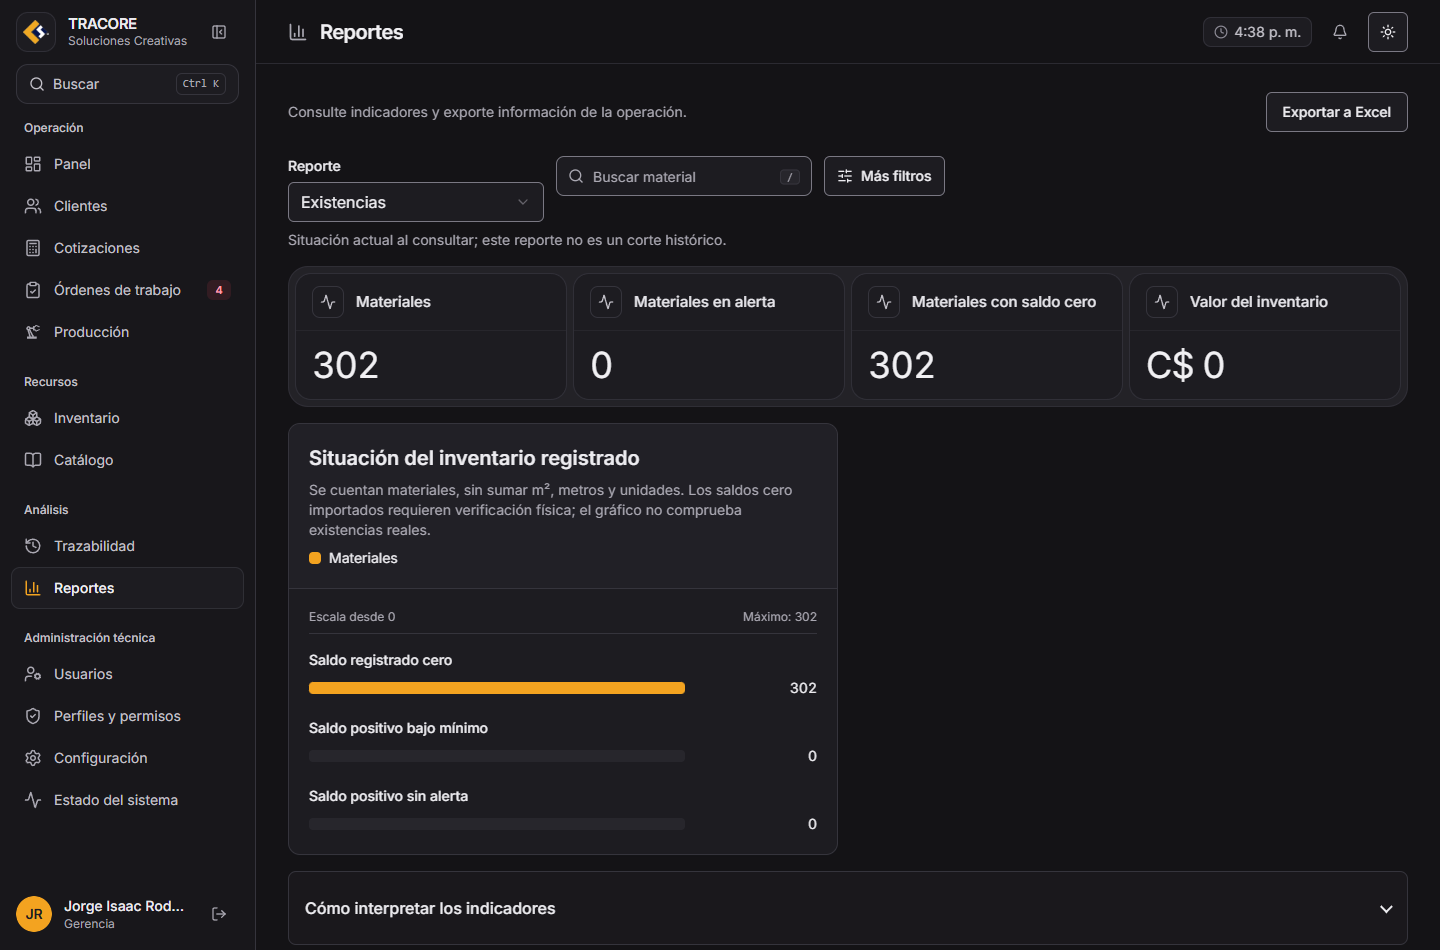 TRACORE
Soluciones Creativas
Buscar
Ctrl K
Operación
Panel
Clientes
Cotizaciones
Órdenes de trabajo
4
Producción
Recursos
Inventario
Catálogo
Análisis
Trazabilidad
Reportes
Administración técnica
Usuarios
Perfiles y permisos
Configuración
Estado del sistema
JR
Jorge Isaac Rod...
Gerencia
Reportes
4:38 p. m.
Consulte indicadores y exporte información de la operación.
Exportar a Excel
Reporte
Existencias
Buscar material
/
Más filtros
Situación actual al consultar; este reporte no es un corte histórico.
Materiales
302
Materiales en alerta
0
Materiales con saldo cero
302
Valor del inventario
C$ 0
Situación del inventario registrado
Se cuentan materiales, sin sumar m², metros y unidades. Los saldos cero
importados requieren verificación física; el gráfico no comprueba
existencias reales.
Materiales
Escala desde 0
Máximo: 302
Saldo registrado cero
302
Saldo positivo bajo mínimo
0
Saldo positivo sin alerta
0
Cómo interpretar los indicadores